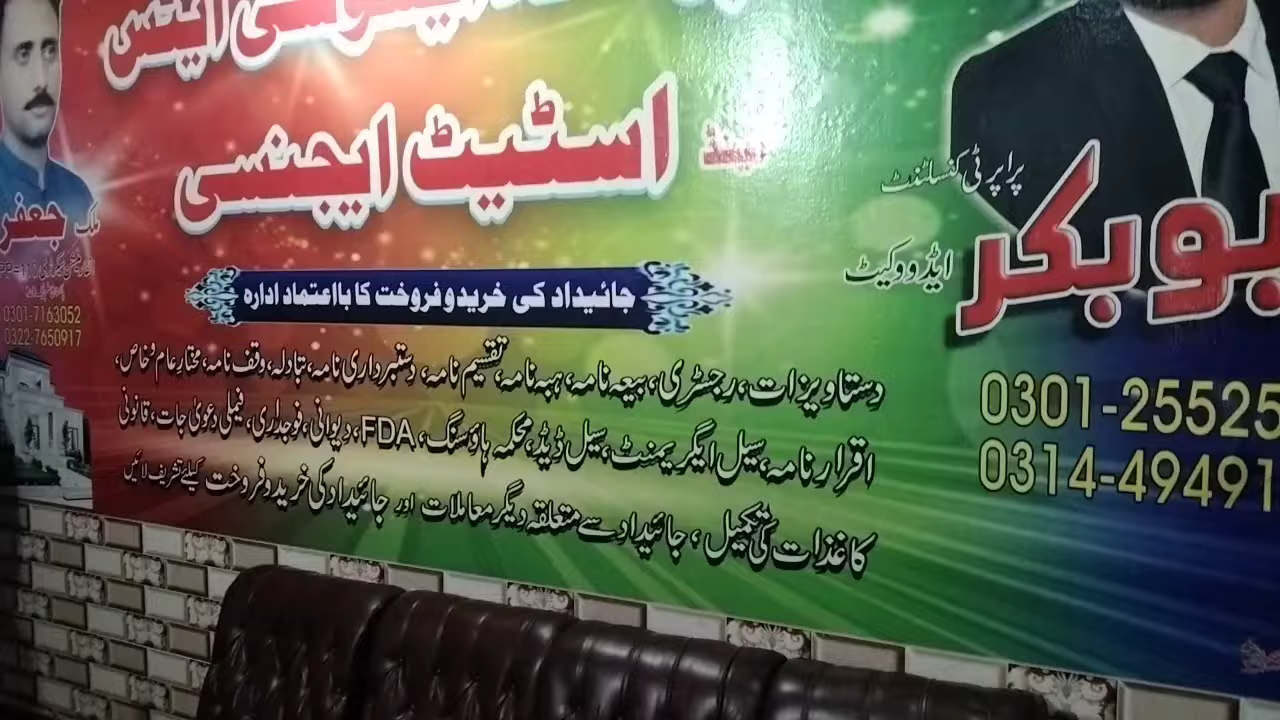 اینڈ
اسٹیٹ ایجنسی
پراپرٹی کنسلٹنٹ
بوبکر
ایڈووکیٹ
ملک جعفر
0301-7163052
0322-7650917
جائیداد کی خرید و فروخت کا بااعتماد ادارہ
0301-25525
0314-49491
دستاویزات، رجسٹری، بیعہ نامہ، ہبہ نامہ، تقسیم نامہ، دستبرداری نامہ، تبادلہ، وقف نامہ، مختار عام و خاص،
اقرار نامہ، سیل ایگریمنٹ، سیل ڈیڈ، محکمہ ہاؤسنگ، FDA، دیوانی، فوجداری، فیملی دعویٰ جات، قانونی
کاغذات کی تکمیل، جائیداد سے متعلقہ دیگر معاملات اور جائیداد کی خرید و فروخت کیلئے تشریف لائیں